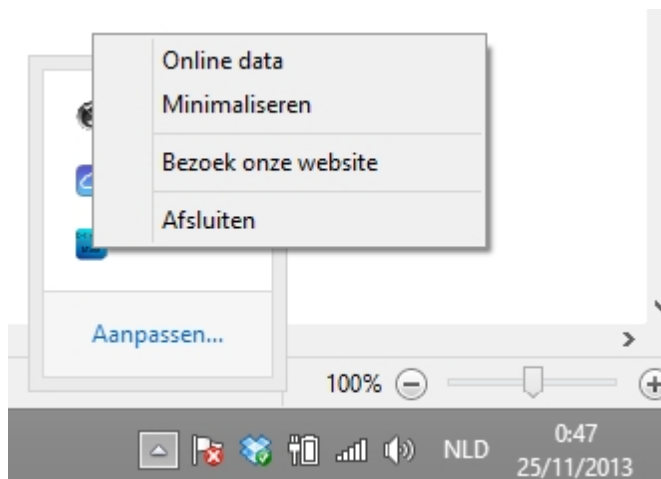 Online data
Minimaliseren
Bezoek onze website
Afsluiten
Aanpassen...
100%
NLD
0:47
25/11/2013